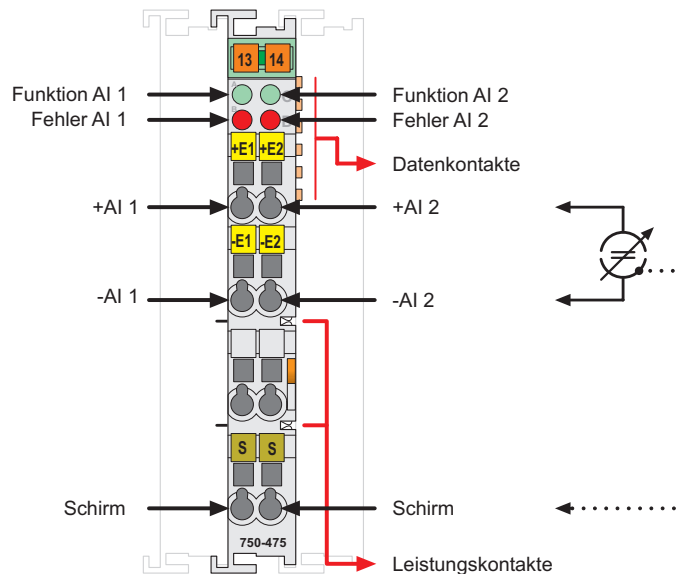 13 14
A C
Funktion AI 1 Funktion AI 2
B D
Fehler AI 1 Fehler AI 2
+E1 +E2
Datenkontakte
+AI 1 +AI 2
-E1 -E2
-AI 1 -AI 2
S S
Schirm Schirm
750-475
Leistungskontakte